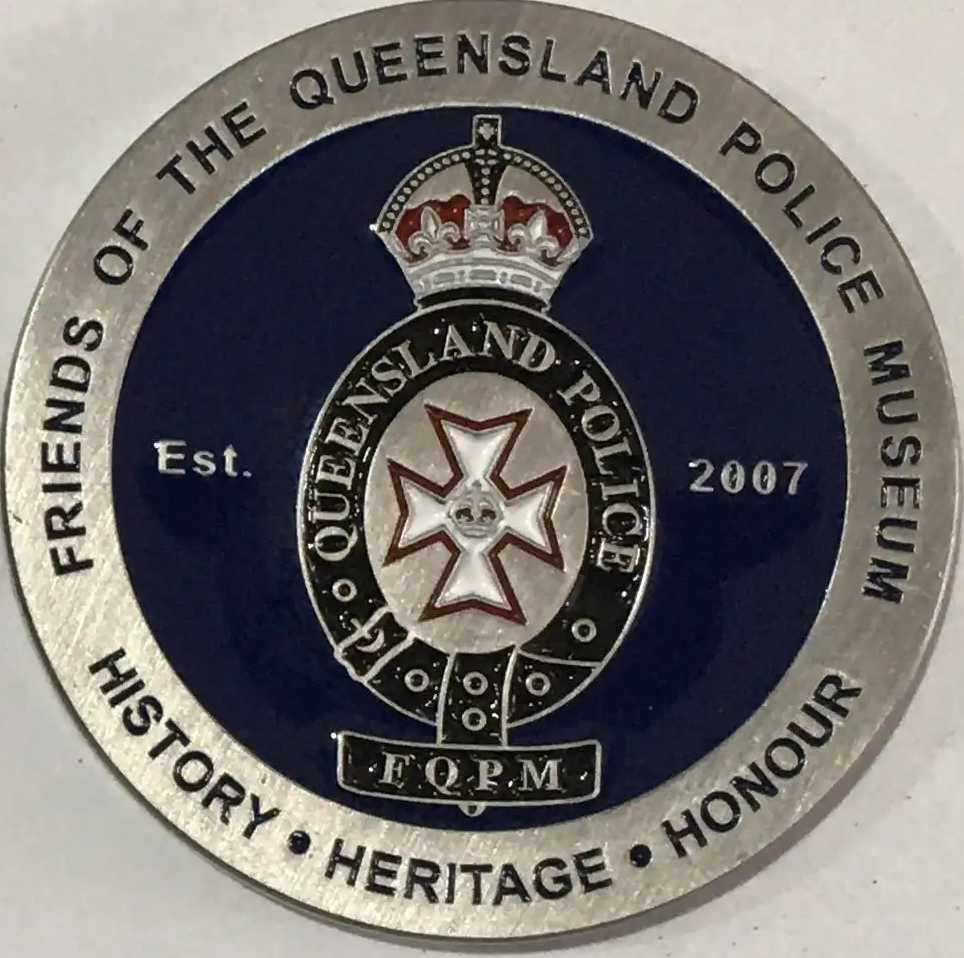 FRIENDS OF THE QUEENSLAND POLICE MUSEUM
QUEENSLAND POLICE
Est. 2007
FQPM
HISTORY • HERITAGE • HONOUR